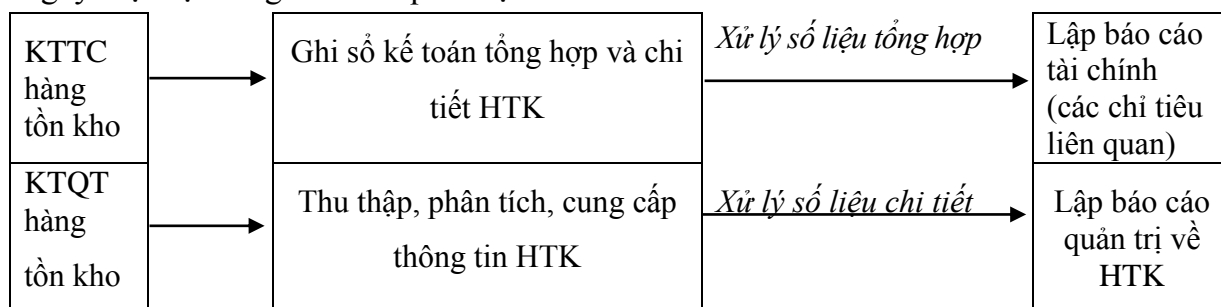 KTTC
hàng
tồn kho
Ghi sổ kế toán tổng hợp và chi
tiết HTK
Xử lý số liệu tổng hợp
Lập báo cáo
tài chính
(các chỉ tiêu
liên quan)
KTQT
hàng
tồn kho
Thu thập, phân tích, cung cấp
thông tin HTK
Xử lý số liệu chi tiết
Lập báo cáo
quản trị về
HTK